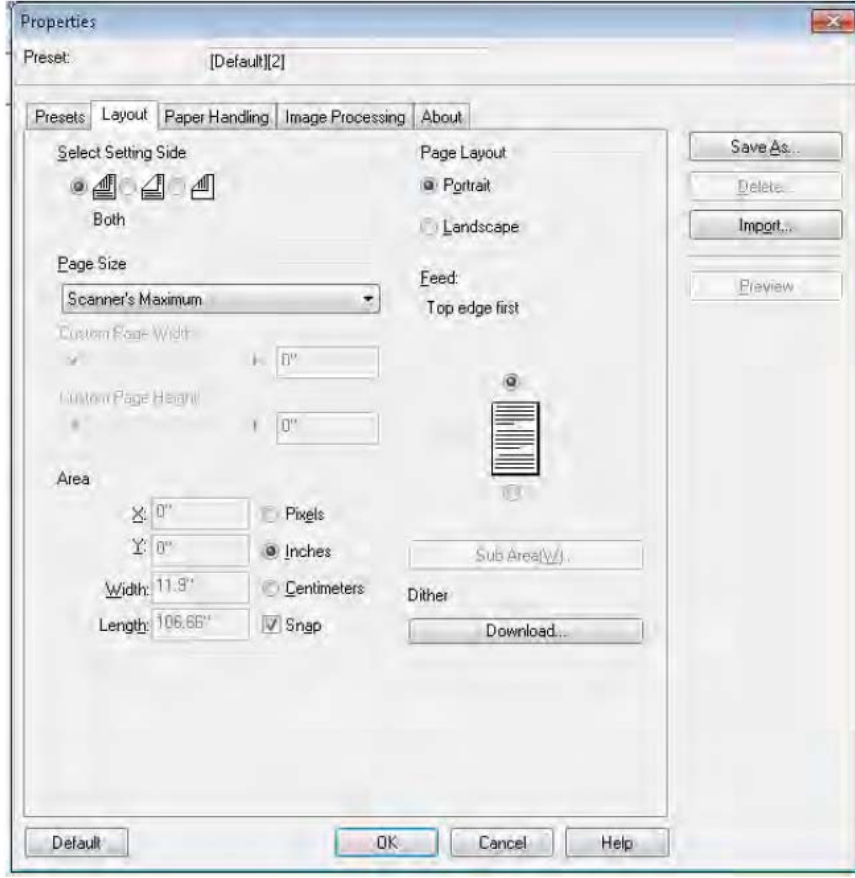 Properties
Preset: [Default][2]
Presets Layout Paper Handling Image Processing About
Select Setting Side
Both
Page Size
Scanner's Maximum
Custom Page Width:
0"
Custom Page Height:
0"
Area
X: 0"
Y: 0"
Width: 11.9"
Length: 106.66"
Pixels
Inches
Centimeters
Snap
Page Layout
Portrait
Landscape
Feed:
Top edge first
Sub Area(W)...
Dither
Download...
Save As...
Delete...
Import...
Preview
Default OK Cancel Help